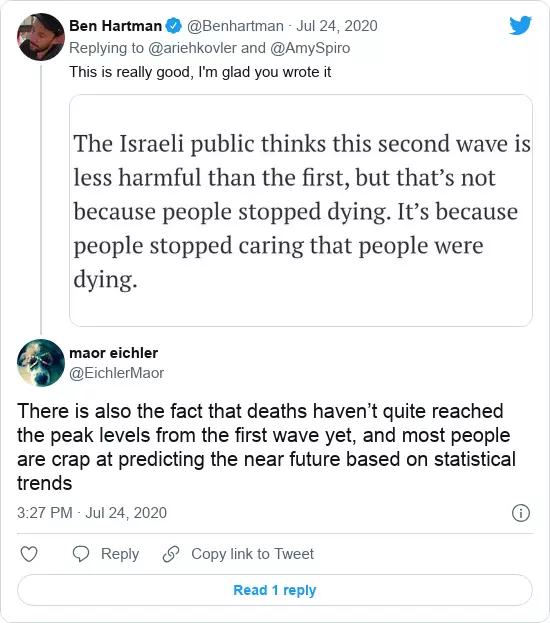 Ben Hartman @Benhartman · Jul 24, 2020
Replying to @ariehkovler and @AmySpiro
This is really good, I'm glad you wrote it
The Israeli public thinks this second wave is
less harmful than the first, but that’s not
because people stopped dying. It’s because
people stopped caring that people were
dying.
maor eichler
@EichlerMaor
There is also the fact that deaths haven’t quite reached
the peak levels from the first wave yet, and most people
are crap at predicting the near future based on statistical
trends
3:27 PM · Jul 24, 2020
Reply Copy link to Tweet
Read 1 reply